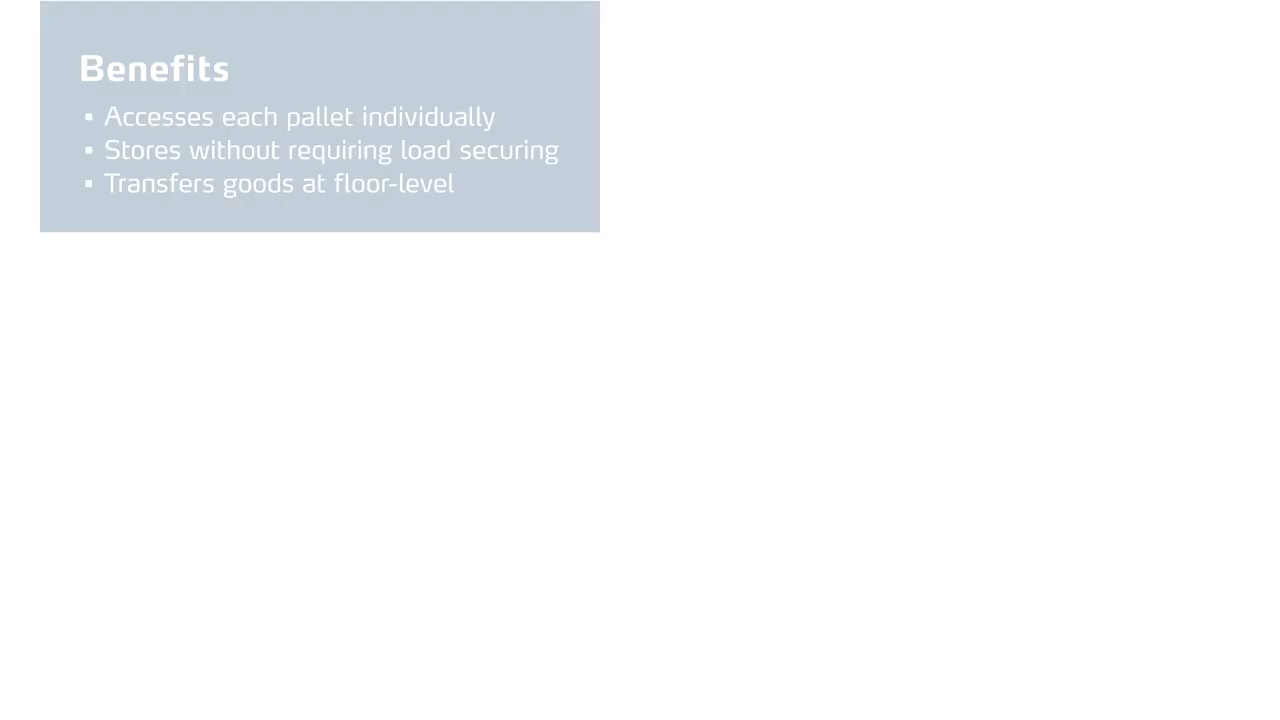 Benefits
▪ Accesses each pallet individually
▪ Stores without requiring load securing
▪ Transfers goods at floor-level